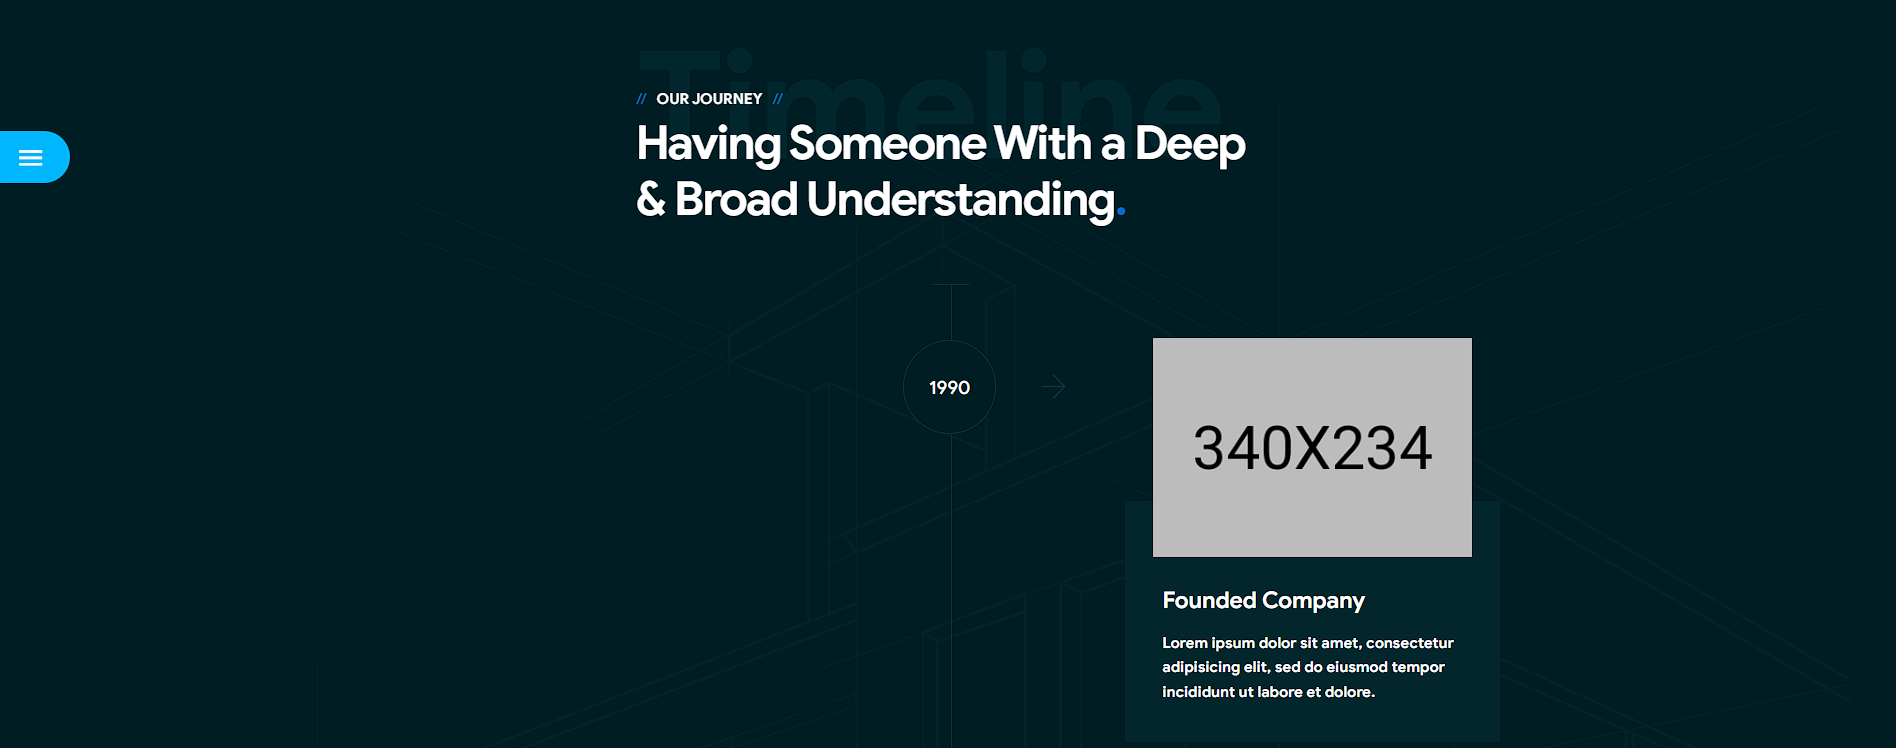 Timeline
// OUR JOURNEY //
Having Someone With a Deep
& Broad Understanding.
1990
340X234
Founded Company
Lorem ipsum dolor sit amet, consectetur
adipisicing elit, sed do eiusmod tempor
incididunt ut labore et dolore.